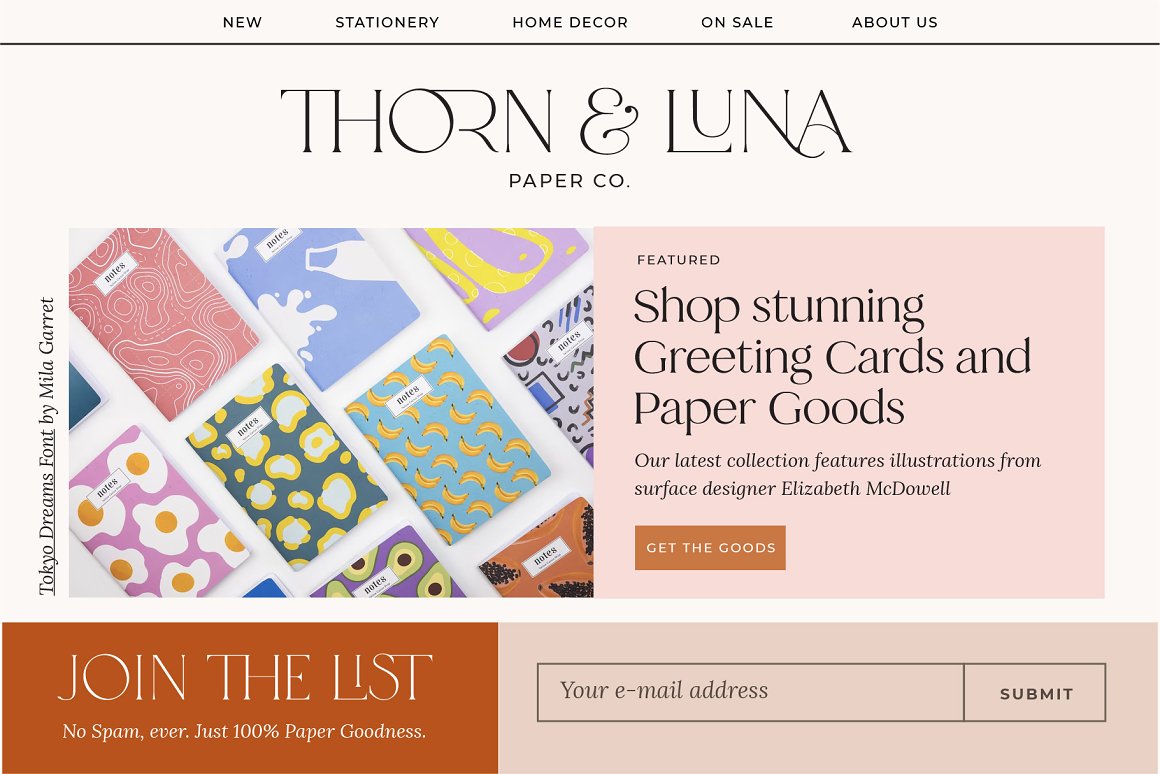 NEW STATIONERY HOME DECOR ON SALE ABOUT US
THORN & LUNA
PAPER CO.
Tokyo Dreams Font by Mila Garret
notes
notes
notes
notes
notes
notes
notes
notes
FEATURED
Shop stunning
Greeting Cards and
Paper Goods
Our latest collection features illustrations from
surface designer Elizabeth McDowell
GET THE GOODS
JOIN THE LIST
No Spam, ever. Just 100% Paper Goodness.
Your e-mail address
SUBMIT